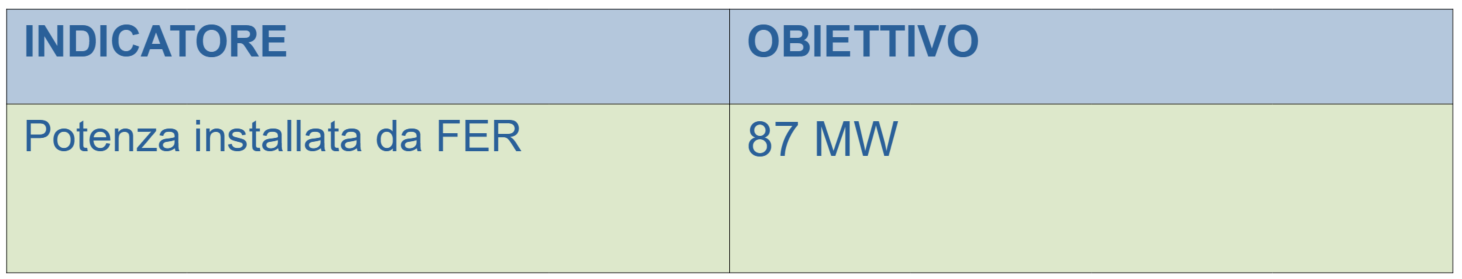 INDICATORE
OBIETTIVO
Potenza installata da FER
87 MW